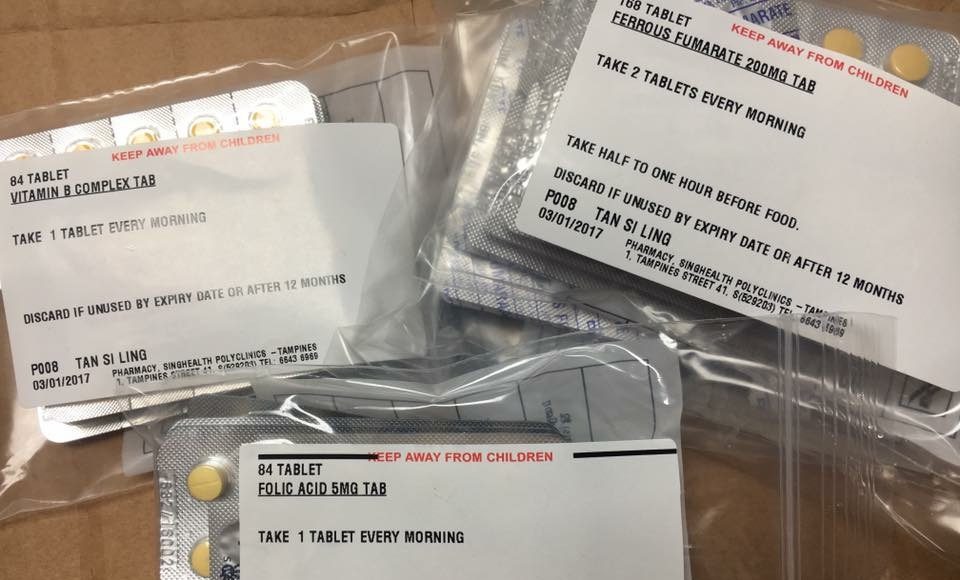 KEEP AWAY FROM CHILDREN
84 TABLET
VITAMIN B COMPLEX TAB
TAKE 1 TABLET EVERY MORNING
DISCARD IF UNUSED BY EXPIRY DATE OR AFTER 12 MONTHS
P008 TAN SI LING
03/01/2017
PHARMACY, SINGHEALTH POLYCLINICS -TAMPINES
1, TAMPINES STREET 41, S(529203) TEL: 6643 6969
168 TABLET
KEEP AWAY FROM CHILDREN
FERROUS FUMARATE 200MG TAB
TAKE 2 TABLETS EVERY MORNING
TAKE HALF TO ONE HOUR BEFORE FOOD.
DISCARD IF UNUSED BY EXPIRY DATE OR AFTER 12 MONTHS
P008 TAN SI LING
03/01/2017
PHARMACY, SINGHEALTH POLYCLINICS -TAMPINES
1, TAMPINES STREET 41, S(529203) TEL: 6643 6969
KEEP AWAY FROM CHILDREN
84 TABLET
FOLIC ACID 5MG TAB
TAKE 1 TABLET EVERY MORNING